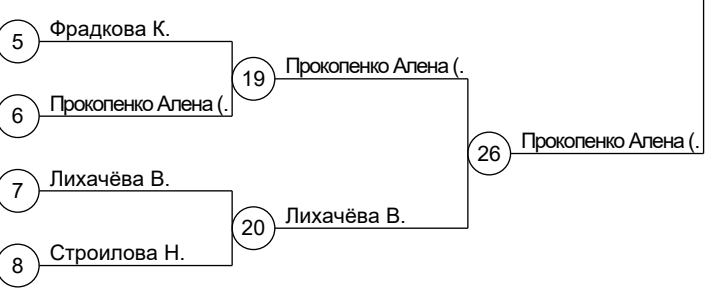 5 Фрадкова К.
19 Прокопенко Алена (.
6 Прокопенко Алена (.
26 Прокопенко Алена (.
7 Лихачёва В.
20 Лихачёва В.
8 Строилова Н.